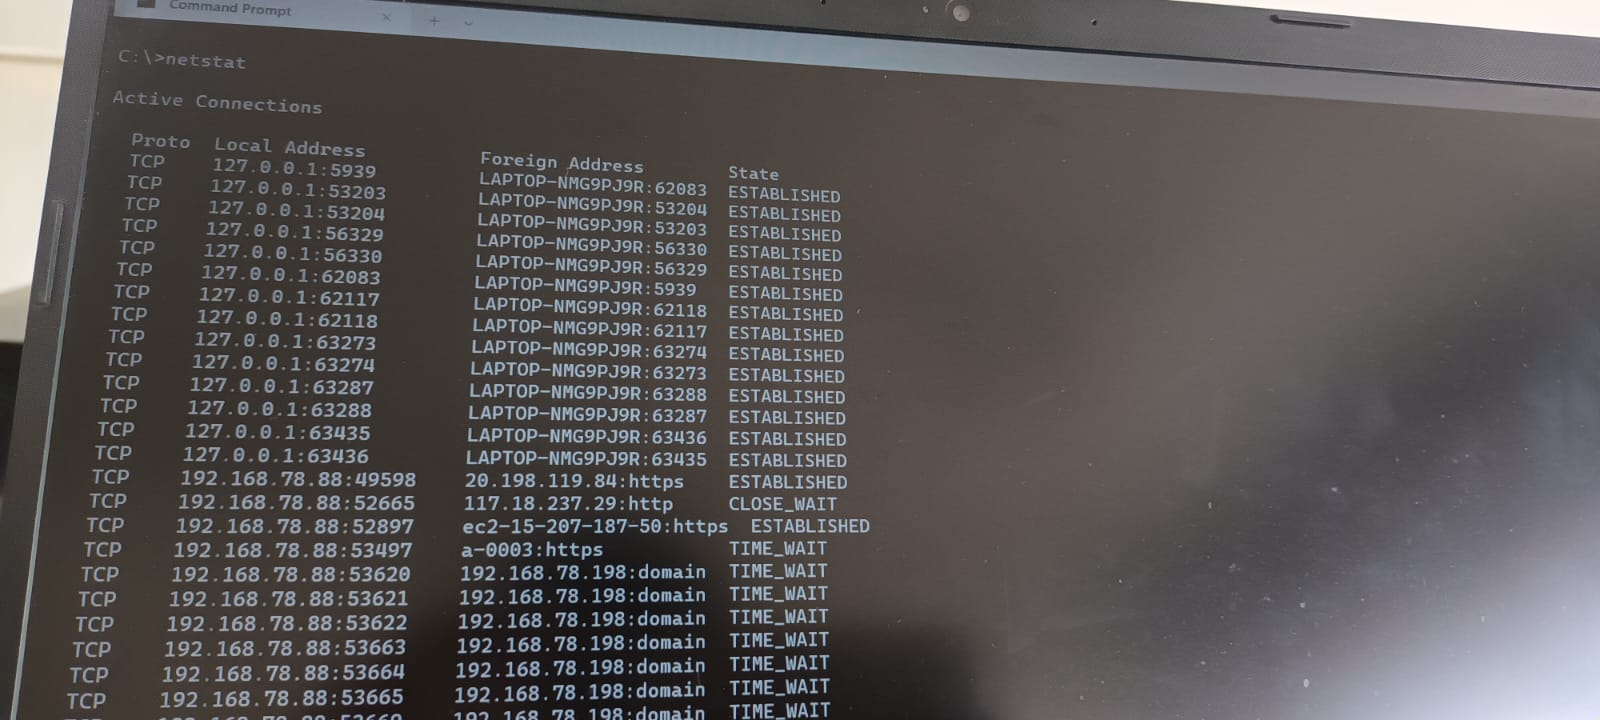 Command Prompt
C:\>netstat
Active Connections
Proto Local Address Foreign Address State
TCP 127.0.0.1:5939 LAPTOP-NMG9PJ9R:62083 ESTABLISHED
TCP 127.0.0.1:53203 LAPTOP-NMG9PJ9R:53204 ESTABLISHED
TCP 127.0.0.1:53204 LAPTOP-NMG9PJ9R:53203 ESTABLISHED
TCP 127.0.0.1:56329 LAPTOP-NMG9PJ9R:56330 ESTABLISHED
TCP 127.0.0.1:56330 LAPTOP-NMG9PJ9R:56329 ESTABLISHED
TCP 127.0.0.1:62083 LAPTOP-NMG9PJ9R:5939 ESTABLISHED
TCP 127.0.0.1:62117 LAPTOP-NMG9PJ9R:62118 ESTABLISHED
TCP 127.0.0.1:62118 LAPTOP-NMG9PJ9R:62117 ESTABLISHED
TCP 127.0.0.1:63273 LAPTOP-NMG9PJ9R:63274 ESTABLISHED
TCP 127.0.0.1:63274 LAPTOP-NMG9PJ9R:63273 ESTABLISHED
TCP 127.0.0.1:63287 LAPTOP-NMG9PJ9R:63288 ESTABLISHED
TCP 127.0.0.1:63288 LAPTOP-NMG9PJ9R:63287 ESTABLISHED
TCP 127.0.0.1:63435 LAPTOP-NMG9PJ9R:63436 ESTABLISHED
TCP 127.0.0.1:63436 LAPTOP-NMG9PJ9R:63435 ESTABLISHED
TCP 192.168.78.88:49598 20.198.119.84:https ESTABLISHED
TCP 192.168.78.88:52665 117.18.237.29:http CLOSE_WAIT
TCP 192.168.78.88:52897 ec2-15-207-187-50:https ESTABLISHED
TCP 192.168.78.88:53497 a-0003:https TIME_WAIT
TCP 192.168.78.88:53620 192.168.78.198:domain TIME_WAIT
TCP 192.168.78.88:53621 192.168.78.198:domain TIME_WAIT
TCP 192.168.78.88:53622 192.168.78.198:domain TIME_WAIT
TCP 192.168.78.88:53663 192.168.78.198:domain TIME_WAIT
TCP 192.168.78.88:53664 192.168.78.198:domain TIME_WAIT
TCP 192.168.78.88:53665 192.168.78.198:domain TIME_WAIT
192.168.78.198:domain TIME_WAIT